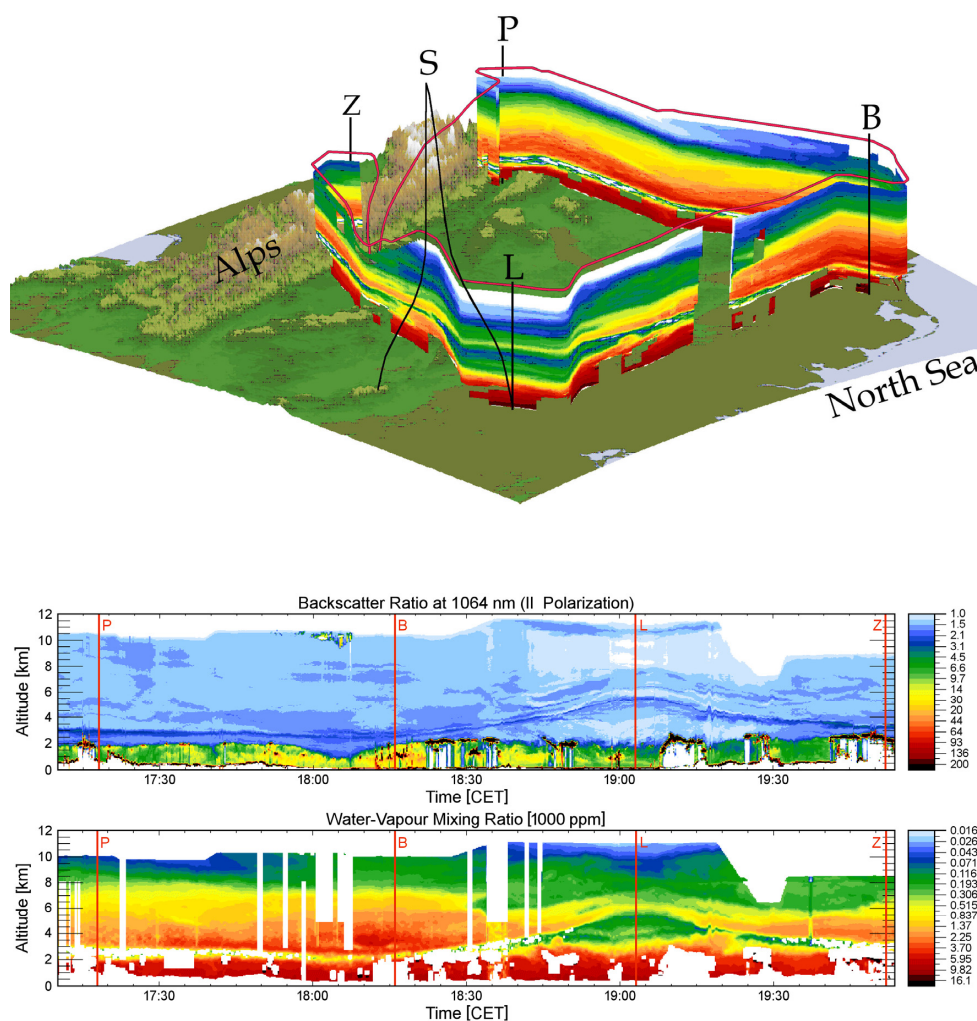 P
S
Z
B
Alps
L
North Sea
Backscatter Ratio at 1064 nm (II Polarization)
12
10
8
6
4
2
0
Altitude [km]
P
B
L
Z
17:30
18:00
18:30
19:00
19:30
Time [CET]
1.0
1.5
2.1
3.1
4.5
6.6
9.7
14
20
30
44
64
93
136
200
Water-Vapour Mixing Ratio [1000 ppm]
12
10
8
6
4
2
0
Altitude [km]
P
B
L
Z
17:30
18:00
18:30
19:00
19:30
Time [CET]
0.016
0.026
0.043
0.071
0.116
0.193
0.306
0.515
0.837
1.37
2.25
3.70
5.95
9.82
16.1